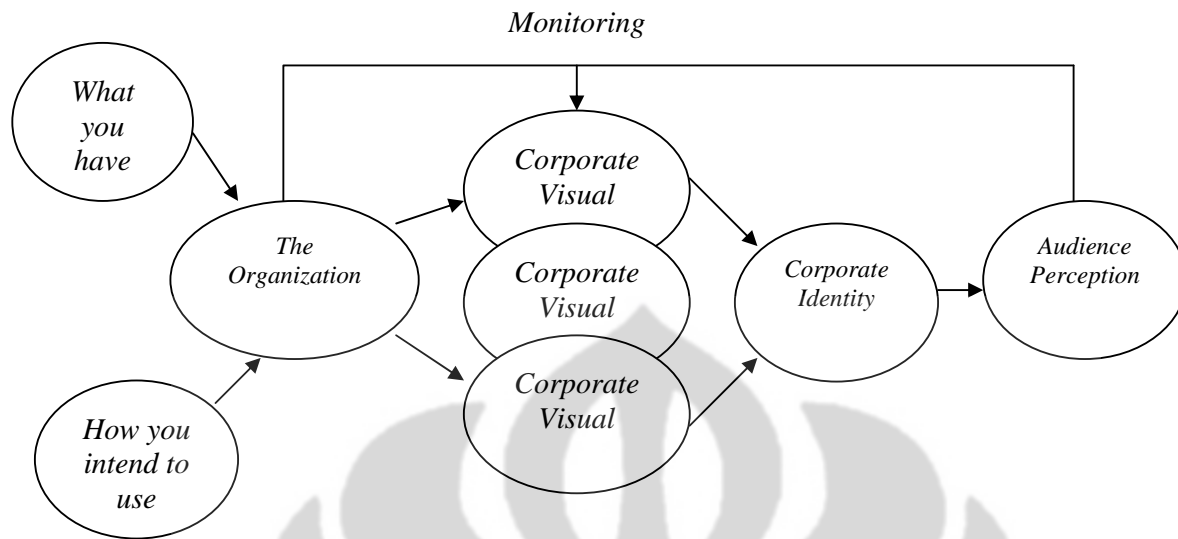 Monitoring
What
you
have
The
Organization
How you
intend to
use
Corporate
Visual
Corporate
Visual
Corporate
Visual
Corporate
Identity
Audience
Perception